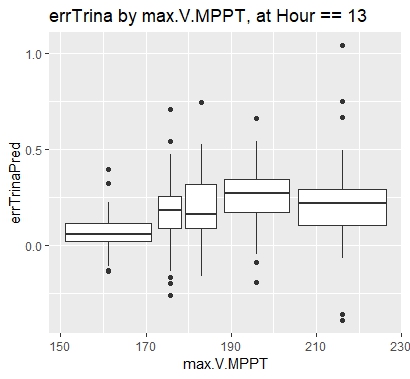 errTrina by max.V.MPPT, at Hour == 13
errTrinaPred
1.0
0.5
0.0
150 170 190 210 230
max.V.MPPT